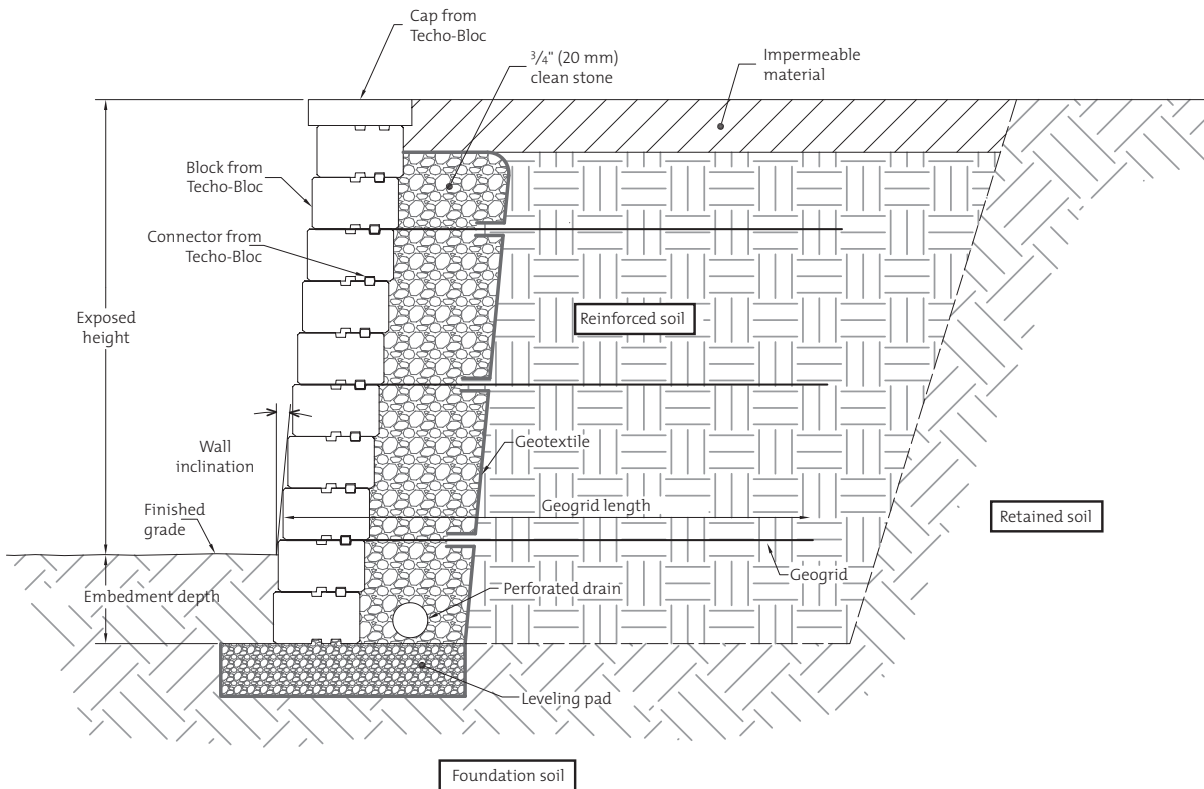 Cap from
Techo-Bloc
3/4" (20 mm)
clean stone
Impermeable
material
Block from
Techo-Bloc
Connector from
Techo-Bloc
Exposed
height
Reinforced soil
Wall
inclination
Geotextile
Finished
grade
Geogrid length
Retained soil
Geogrid
Embedment depth
Perforated drain
Leveling pad
Foundation soil